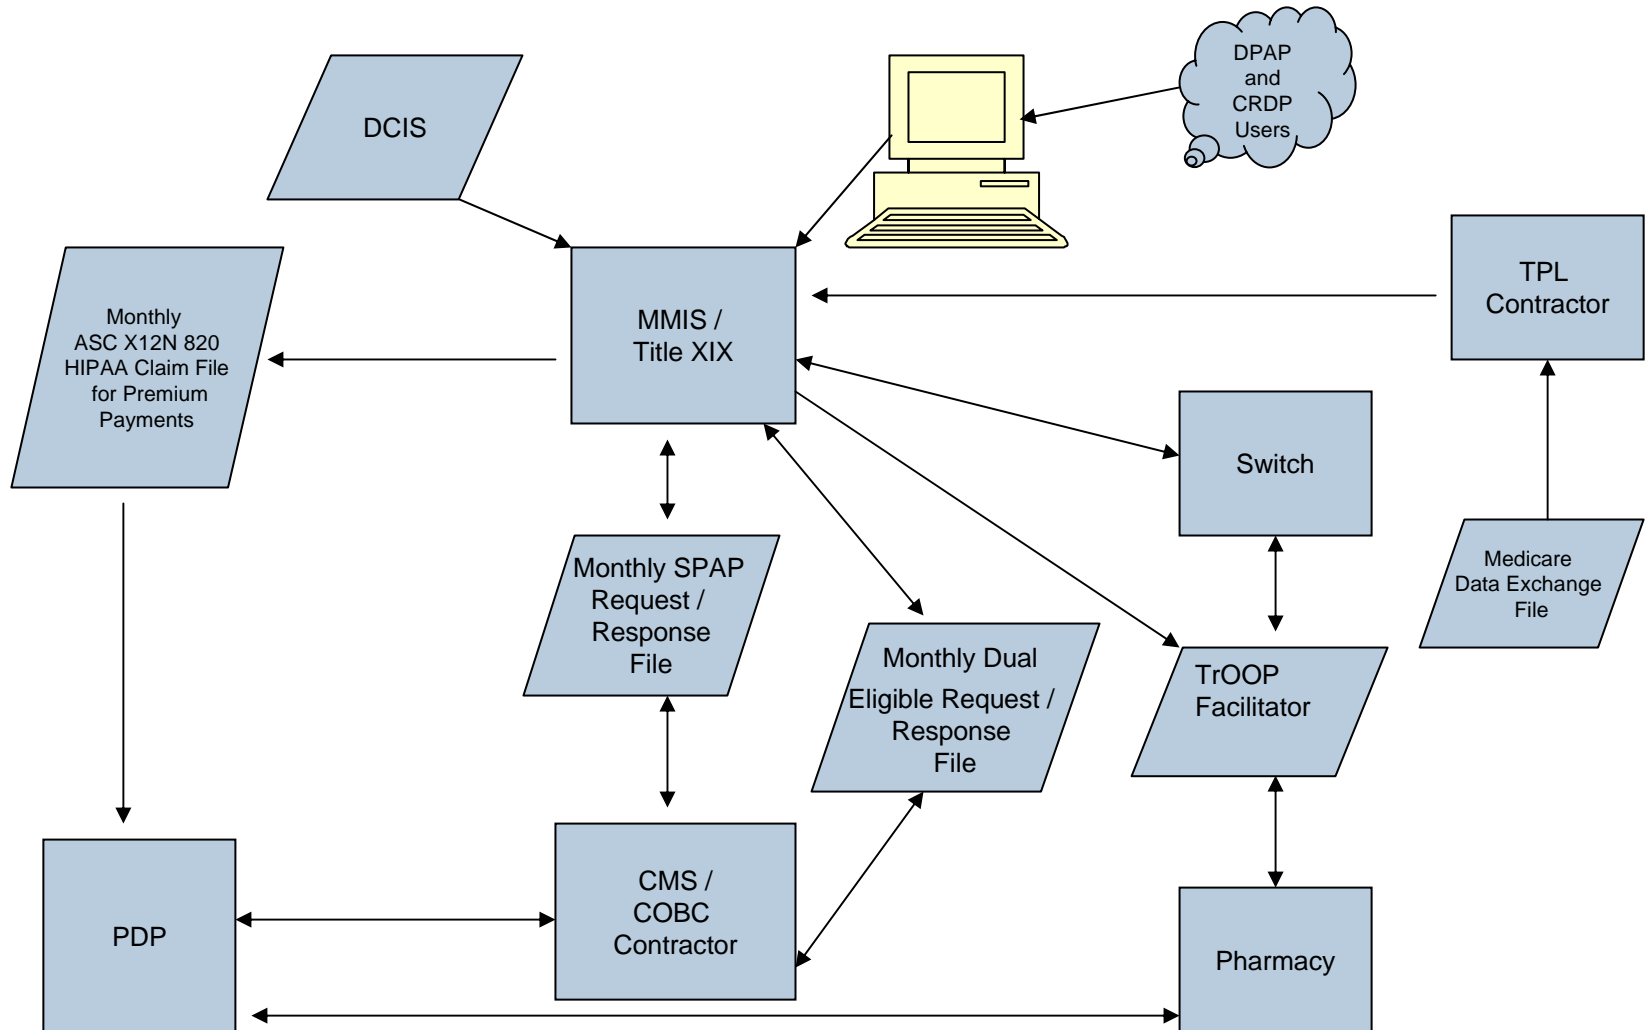 DPAP
and
CRDP
Users
DCIS
TPL
Contractor
MMIS /
Title XIX
Monthly
ASC X12N 820
HIPAA Claim File
for Premium
Payments
Switch
Monthly SPAP
Request /
Response
File
Medicare
Data Exchange
File
Monthly Dual
Eligible Request /
Response
File
TrOOP
Facilitator
CMS /
COBC
Contractor
PDP
Pharmacy